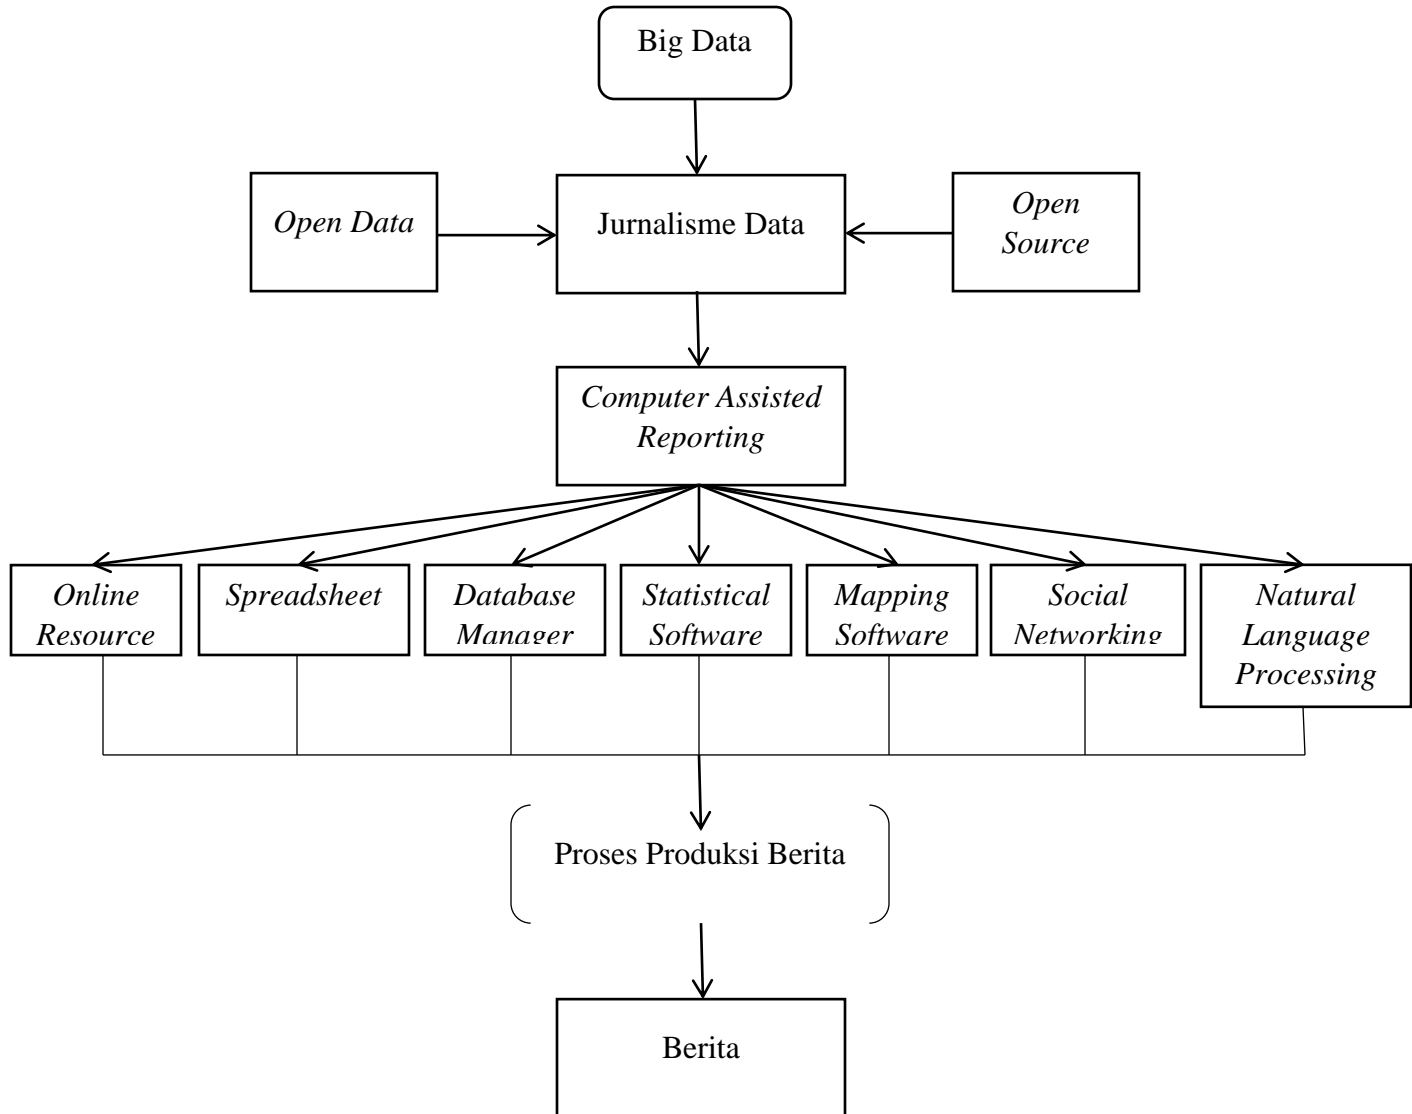 Big Data
Open Data
Jurnalisme Data
Open
Source
Computer Assisted
Reporting
Online
Resource
Spreadsheet
Database
Manager
Statistical
Software
Mapping
Software
Social
Networking
Natural
Language
Processing
Proses Produksi Berita
Berita